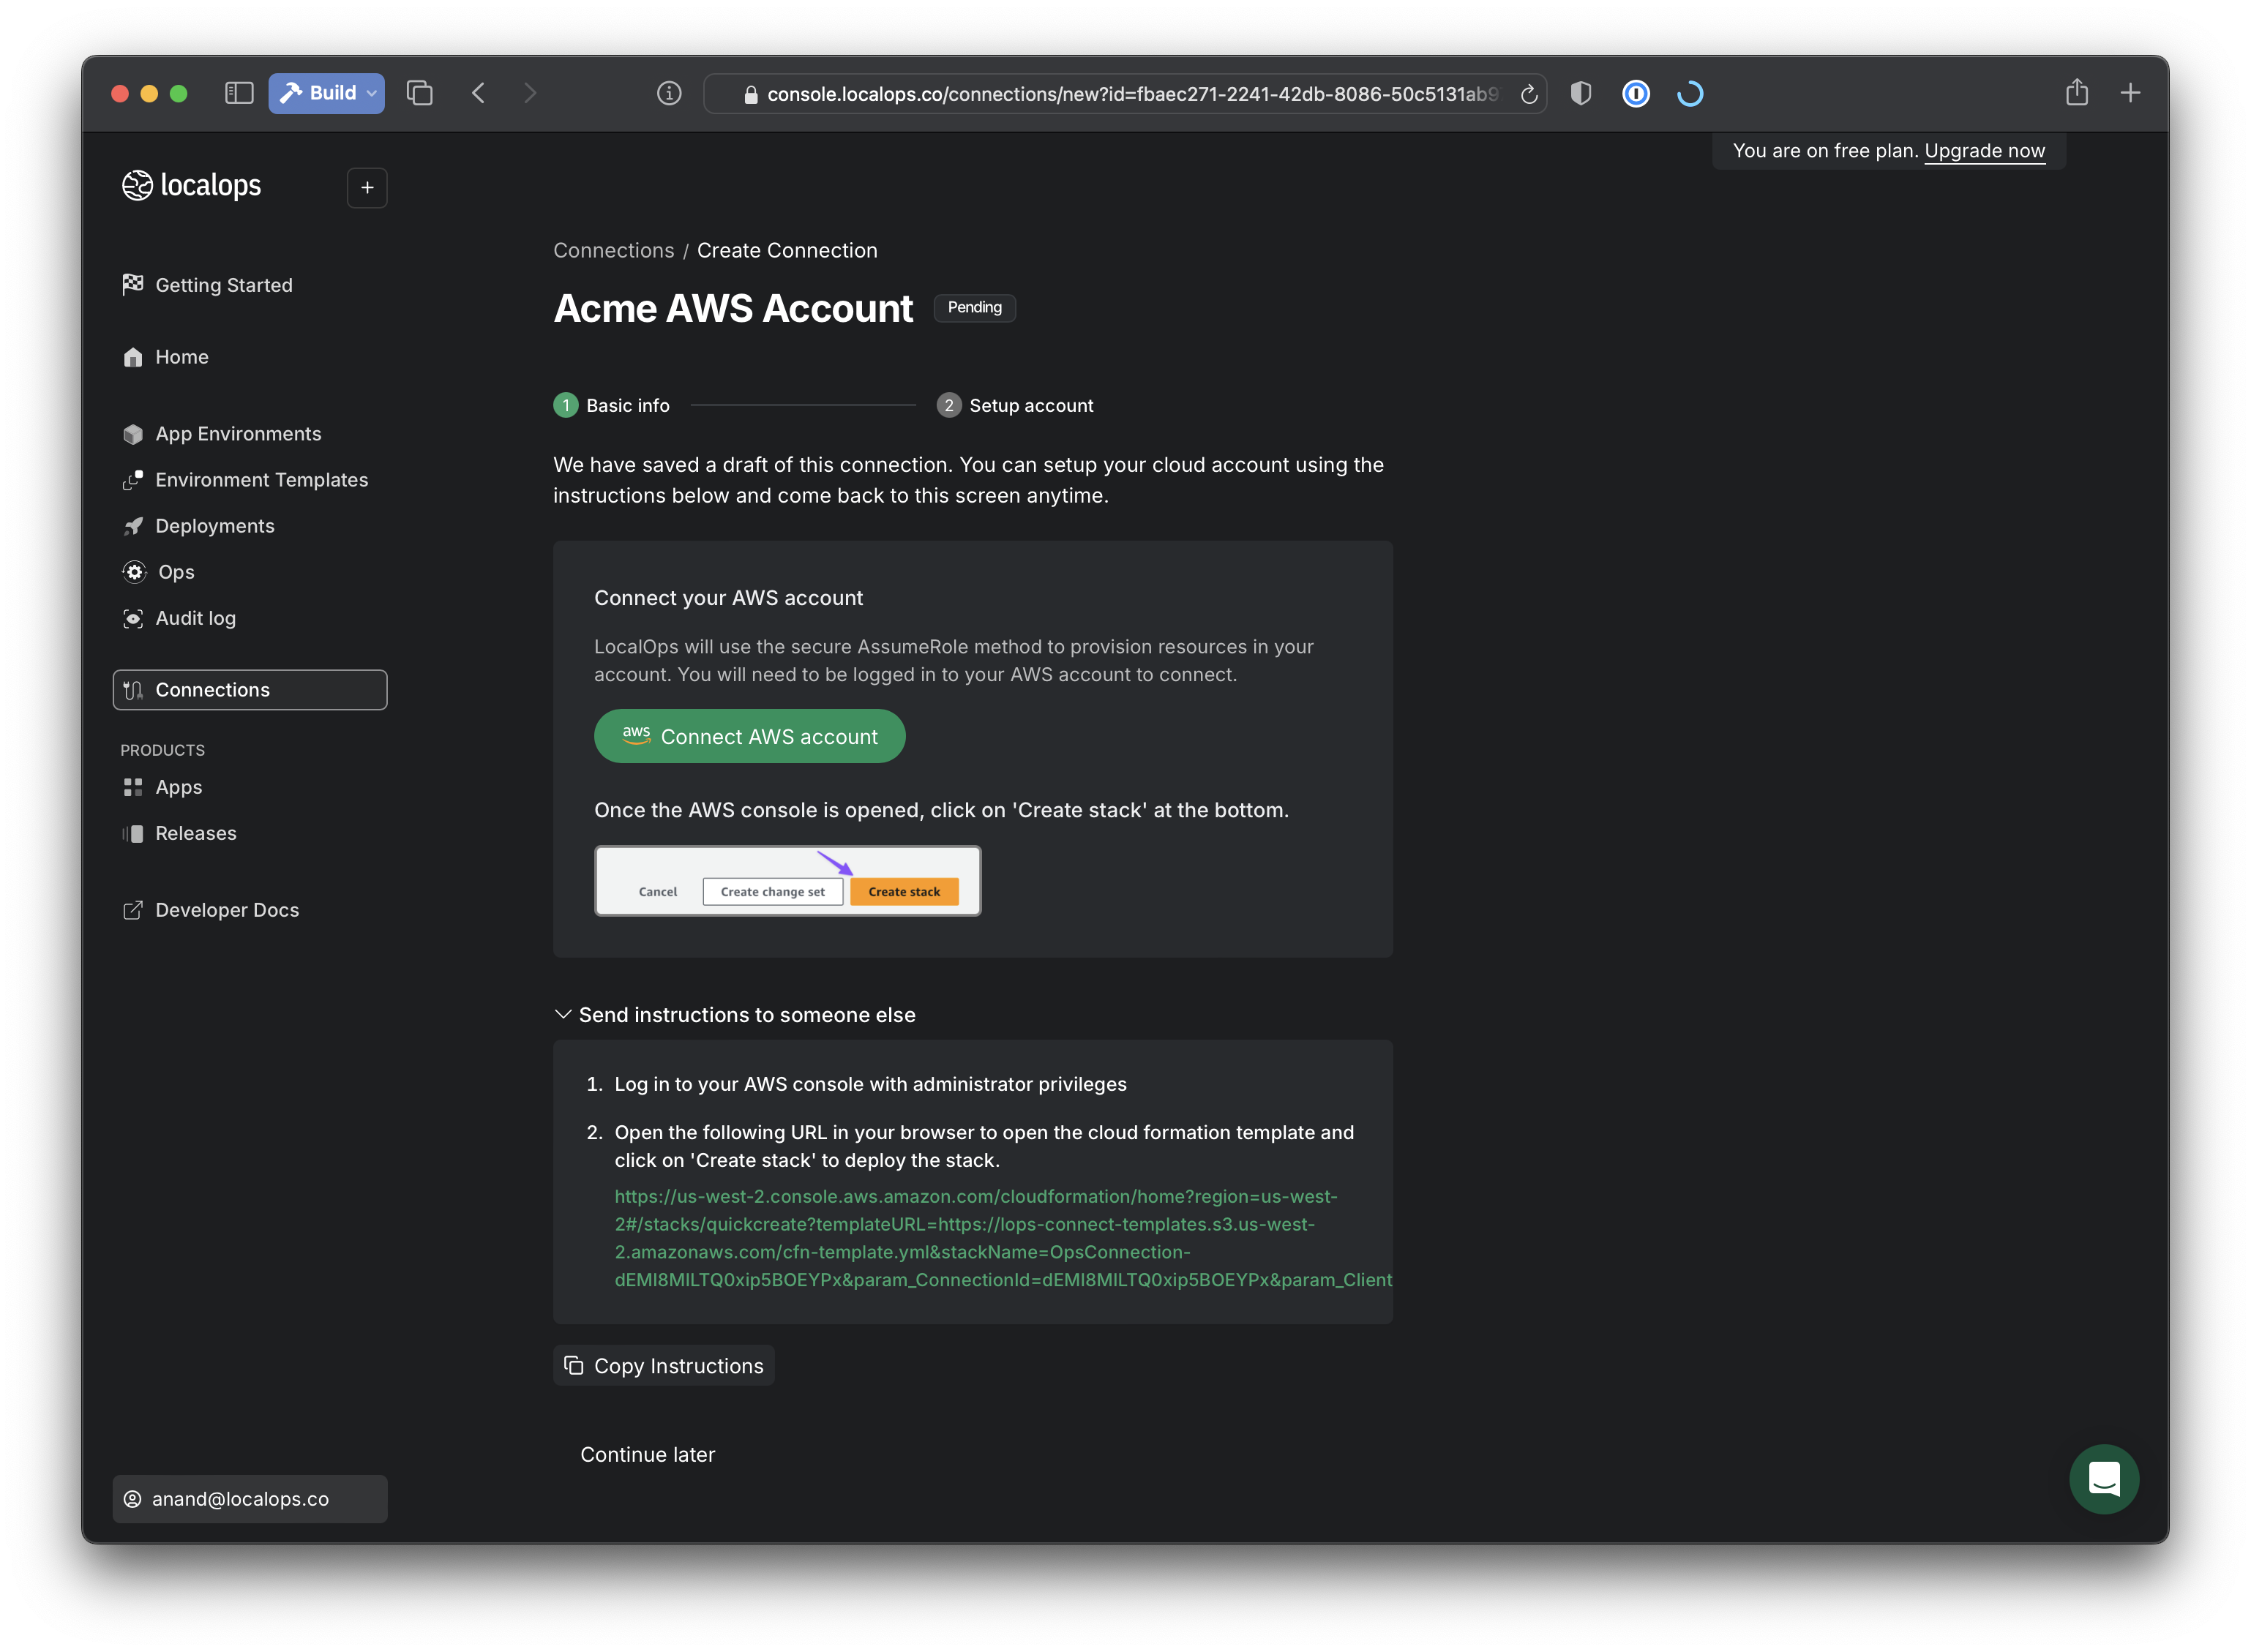 Build
console.localops.co/connections/new?id=fbaec271-2241-42db-8086-50c5131ab9
You are on free plan. Upgrade now
localops
+
Getting Started
Home
App Environments
Environment Templates
Deployments
Ops
Audit log
Connections
PRODUCTS
Apps
Releases
Developer Docs
anand@localops.co
Connections / Create Connection
Acme AWS Account Pending
1 Basic info 2 Setup account
We have saved a draft of this connection. You can setup your cloud account using the
instructions below and come back to this screen anytime.
Connect your AWS account
LocalOps will use the secure AssumeRole method to provision resources in your
account. You will need to be logged in to your AWS account to connect.
aws Connect AWS account
Once the AWS console is opened, click on 'Create stack' at the bottom.
Cancel Create change set Create stack
Send instructions to someone else
1. Log in to your AWS console with administrator privileges
2. Open the following URL in your browser to open the cloud formation template and
click on 'Create stack' to deploy the stack.
https://us-west-2.console.aws.amazon.com/cloudformation/home?region=us-west-
2#/stacks/quickcreate?templateURL=https://lops-connect-templates.s3.us-west-
2.amazonaws.com/cfn-template.yml&stackName=OpsConnection-
dEMI8MILTQ0xip5BOEYPx&param_ConnectionId=dEMI8MILTQ0xip5BOEYPx&param_Client
Copy Instructions
Continue later